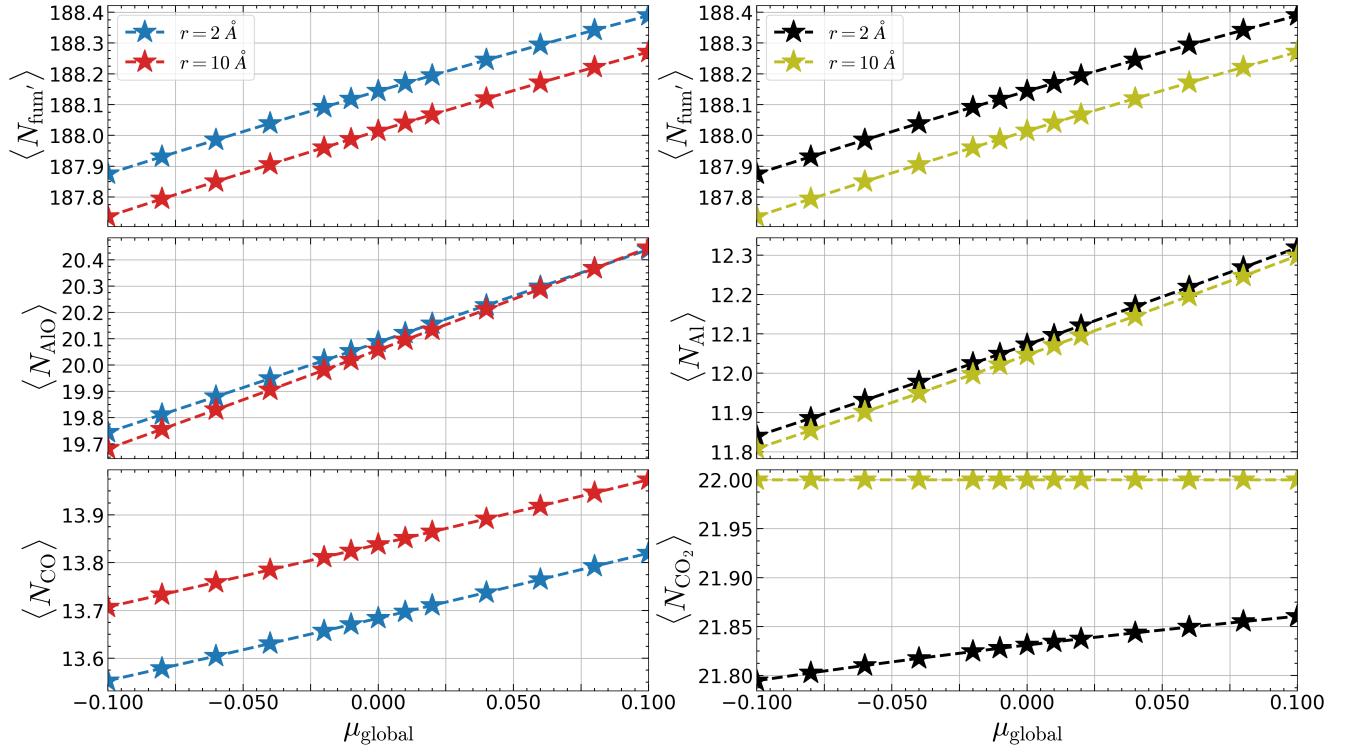 188.4
188.3
188.2
188.1
188.0
187.9
187.8
⟨N_fum′⟩
r = 2 Å
r = 10 Å
188.4
188.3
188.2
188.1
188.0
187.9
187.8
⟨N_fum′⟩
r = 2 Å
r = 10 Å
20.4
20.3
20.2
20.1
20.0
19.9
19.8
19.7
⟨N_AlO⟩
12.3
12.2
12.1
12.0
11.9
11.8
⟨N_Al⟩
13.9
13.8
13.7
13.6
⟨N_CO⟩
−0.100 −0.050 0.000 0.050 0.100
μ_global
22.00
21.95
21.90
21.85
21.80
⟨N_CO₂⟩
−0.100 −0.050 0.000 0.050 0.100
μ_global